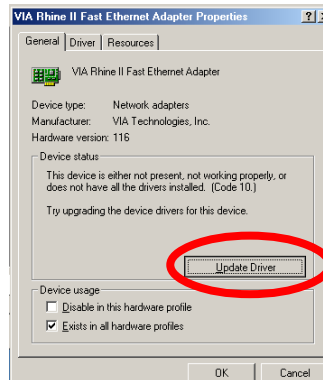 VIA Rhine II Fast Ethernet Adapter Properties
General Driver Resources
VIA Rhine II Fast Ethernet Adapter
Device type: Network adapters
Manufacturer: VIA Technologies, Inc.
Hardware version: 116
Device status
This device is either not present, not working properly, or
does not have all the drivers installed. (Code 10.)
Try upgrading the device drivers for this device.
Update Driver
Device usage
Disable in this hardware profile
Exists in all hardware profiles
OK Cancel